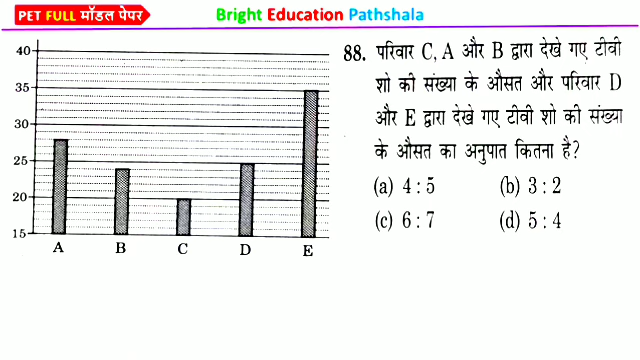 PET FULL मॉडल पेपर
Bright Education Pathshala
40
35
30
25
20
15
A B C D E
88. परिवार C, A और B द्वारा देखे गए टीवी
शो की संख्या के औसत और परिवार D
और E द्वारा देखे गए टीवी शो की संख्या
के औसत का अनुपात कितना है?
(a) 4 : 5 (b) 3 : 2
(c) 6 : 7 (d) 5 : 4